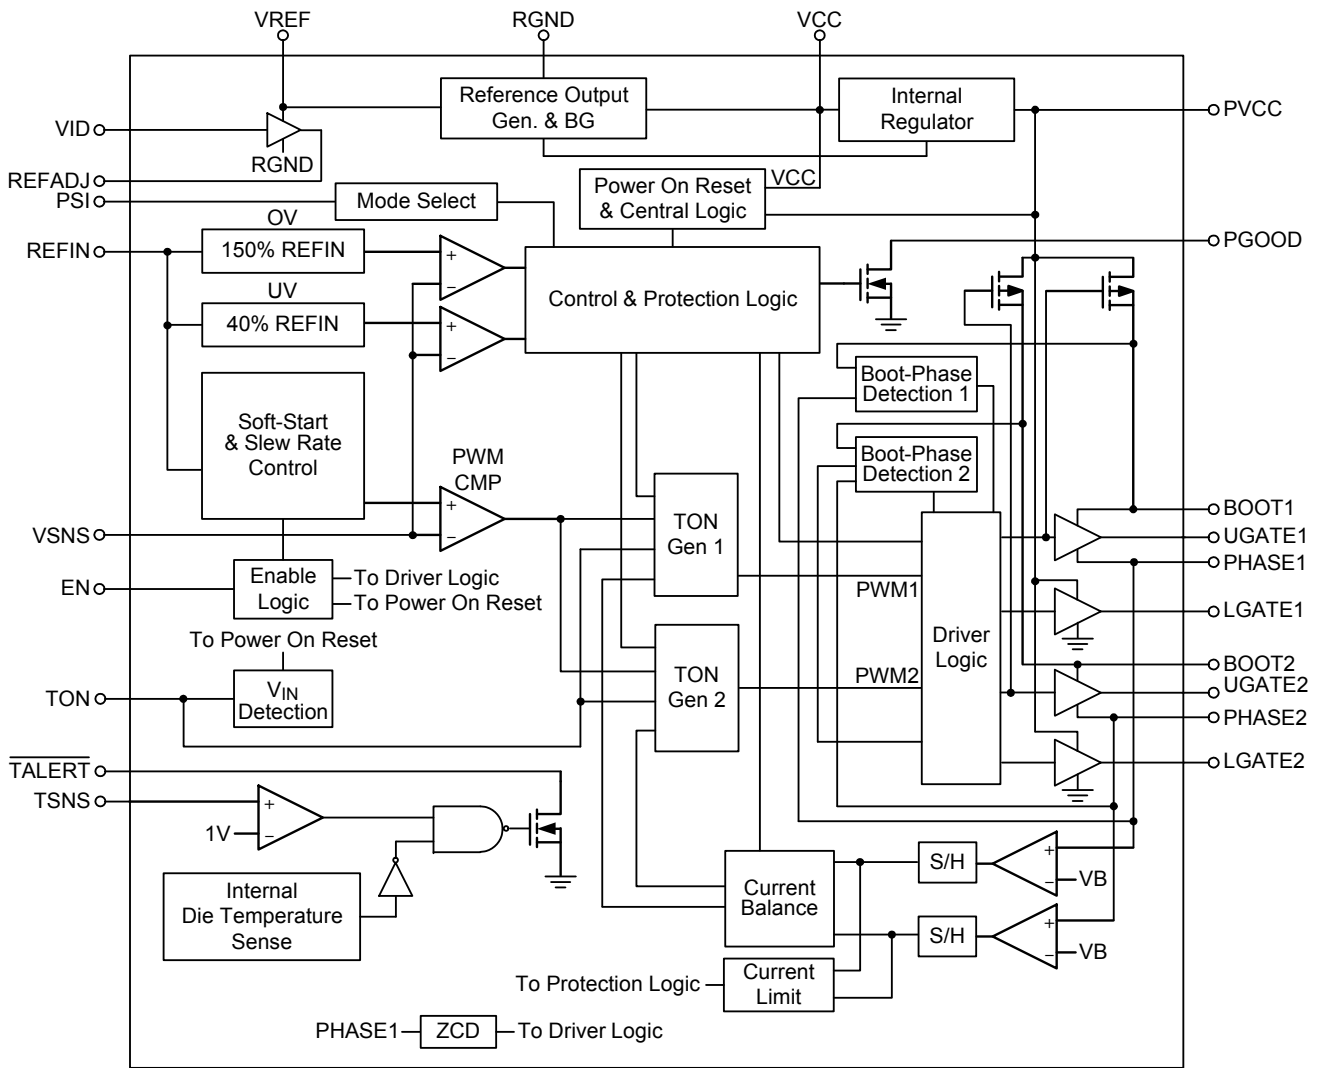 VREF
RGND
VCC
Reference Output
Gen. & BG
Internal
Regulator
PVCC
VID
RGND
REFADJ
PSI
Mode Select
Power On Reset
& Central Logic
VCC
OV
REFIN
150% REFIN
+
−
PGOOD
Control & Protection Logic
UV
40% REFIN
+
−
Boot-Phase
Detection 1
Soft-Start
& Slew Rate
Control
PWM
CMP
+
−
Boot-Phase
Detection 2
VSNS
TON
Gen 1
BOOT1
UGATE1
PHASE1
EN
Enable
Logic
To Driver Logic
To Power On Reset
PWM1
LGATE1
To Power On Reset
Driver
Logic
TON
VIN
Detection
TON
Gen 2
PWM2
BOOT2
UGATE2
PHASE2
LGATE2
TALERT
TSNS
+
1V
−
Internal
Die Temperature
Sense
Current
Balance
S/H
+
−
VB
S/H
+
−
VB
To Protection Logic
Current
Limit
PHASE1
ZCD
To Driver Logic